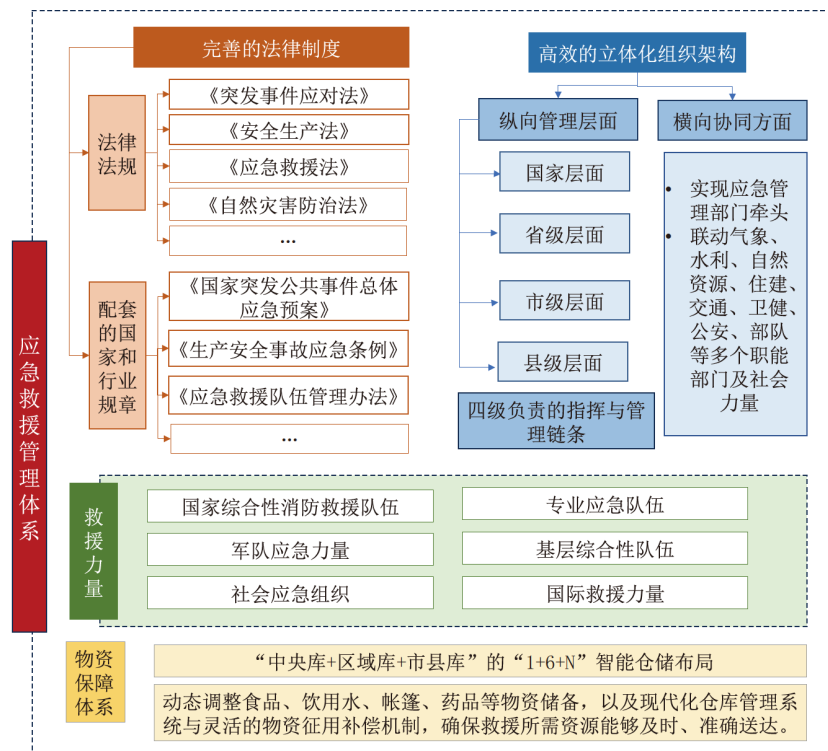 应急救援管理体系
完善的法律制度
法律
法规
《突发事件应对法》
《安全生产法》
《应急救援法》
《自然灾害防治法》
…
配套
的国
家和
行业
规章
《国家突发公共事件总体
应急预案》
《生产安全事故应急条例》
《应急救援队伍管理办法》
…
高效的立体化组织架构
纵向管理层面
国家层面
省级层面
市级层面
县级层面
四级负责的指挥与管
理链条
横向协同方面
• 实现应急管
理部门牵头
• 联动气象、
水利、自然
资源、住建、
交通、卫健、
公安、部队
等多个职能
部门及社会
力量
救援力量
国家综合性消防救援队伍
专业应急队伍
军队应急力量
基层综合性队伍
社会应急组织
国际救援力量
物资
保障
体系
“中央库+区域库+市县库”的“1+6+N”智能仓储布局
动态调整食品、饮用水、帐篷、药品等物资储备，以及现代化仓库管理系
统与灵活的物资征用补偿机制，确保救援所需资源能够及时、准确送达。